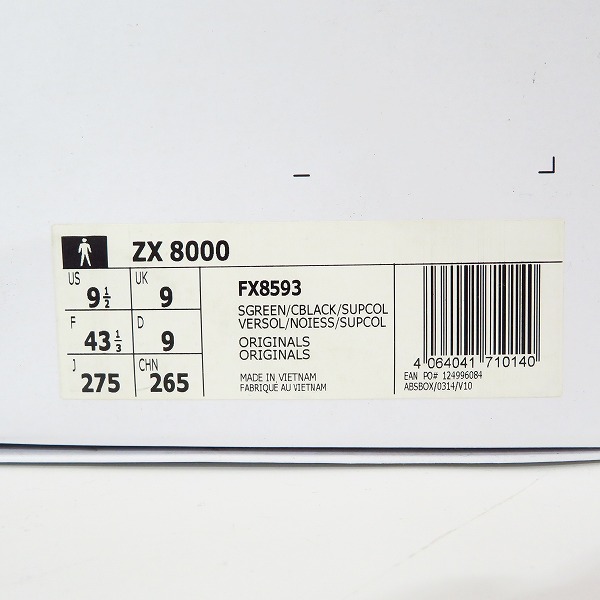 ZX 8000
US 9 1/2 UK 9
F 43 1/3 D 9
J 275 CHN 265
FX8593
SGREEN/CBLACK/SUPCOL
VERSOL/NOIESS/SUPCOL
ORIGINALS
ORIGINALS
MADE IN VIETNAM
FABRIQUE AU VIETNAM
4 064041 710140
EAN PO# 124996084
ABSBOX/0314/V10